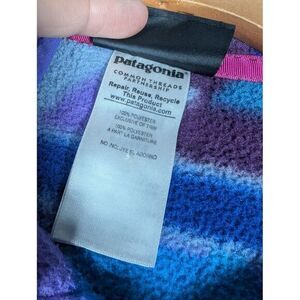 patagonia®
COMMON THREADS
PARTNERSHIP
Repair, Reuse, Recycle
This Product
www.patagonia.com
100% POLYESTER
EXCLUSIVE OF TRIM
100% POLYESTER
À PART LA GARNITURE